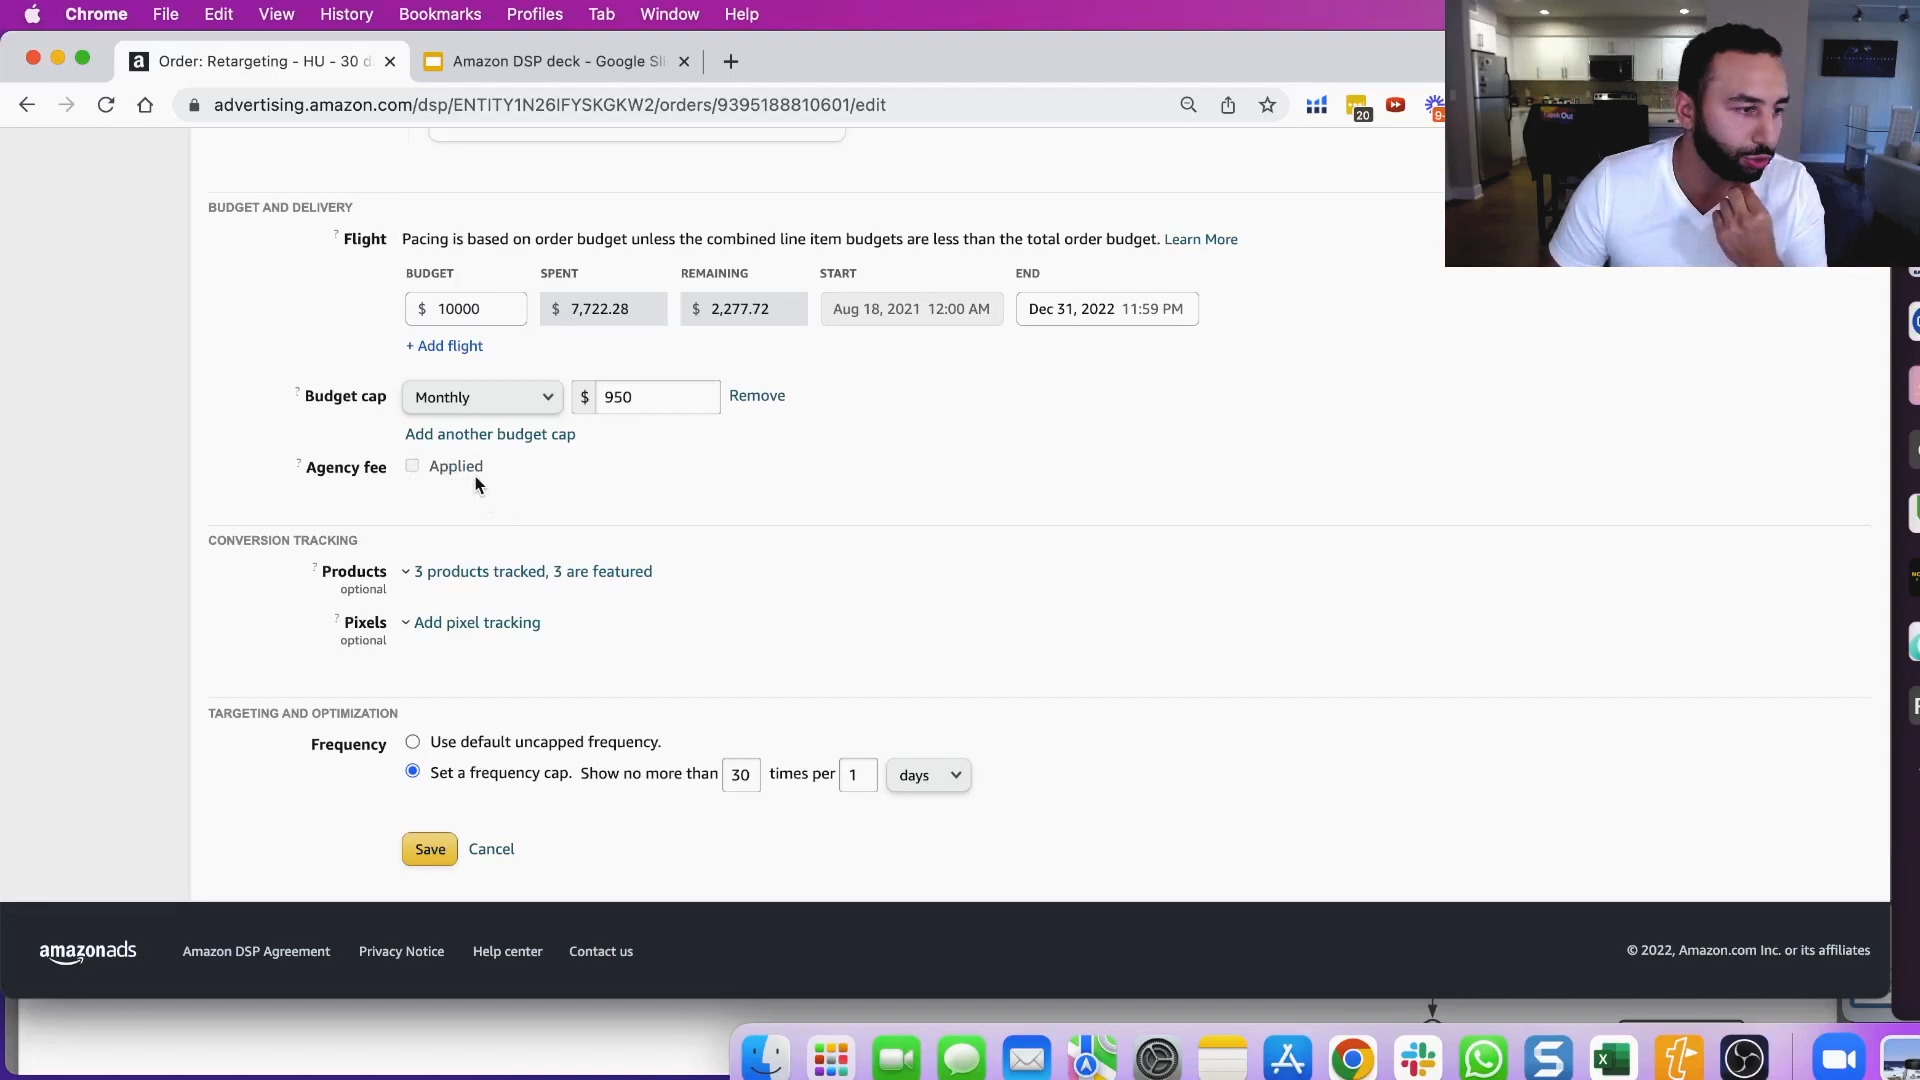 Chrome File Edit View History Bookmarks Profiles Tab Window Help
Order: Retargeting - HU - 30 d
Amazon DSP deck - Google Sli
advertising.amazon.com/dsp/ENTITY1N26IFYSKGKW2/orders/9395188810601/edit
20
9-
BUDGET AND DELIVERY
? Flight Pacing is based on order budget unless the combined line item budgets are less than the total order budget. Learn More
BUDGET SPENT REMAINING START END
$ 10000 $ 7,722.28 $ 2,277.72 Aug 18, 2021 12:00 AM Dec 31, 2022 11:59 PM
+ Add flight
? Budget cap Monthly $ 950 Remove
Add another budget cap
? Agency fee Applied
CONVERSION TRACKING
? Products 3 products tracked, 3 are featured
optional
? Pixels Add pixel tracking
optional
TARGETING AND OPTIMIZATION
Frequency Use default uncapped frequency.
Set a frequency cap. Show no more than 30 times per 1 days
Save Cancel
amazonads Amazon DSP Agreement Privacy Notice Help center Contact us © 2022, Amazon.com Inc. or its affiliates